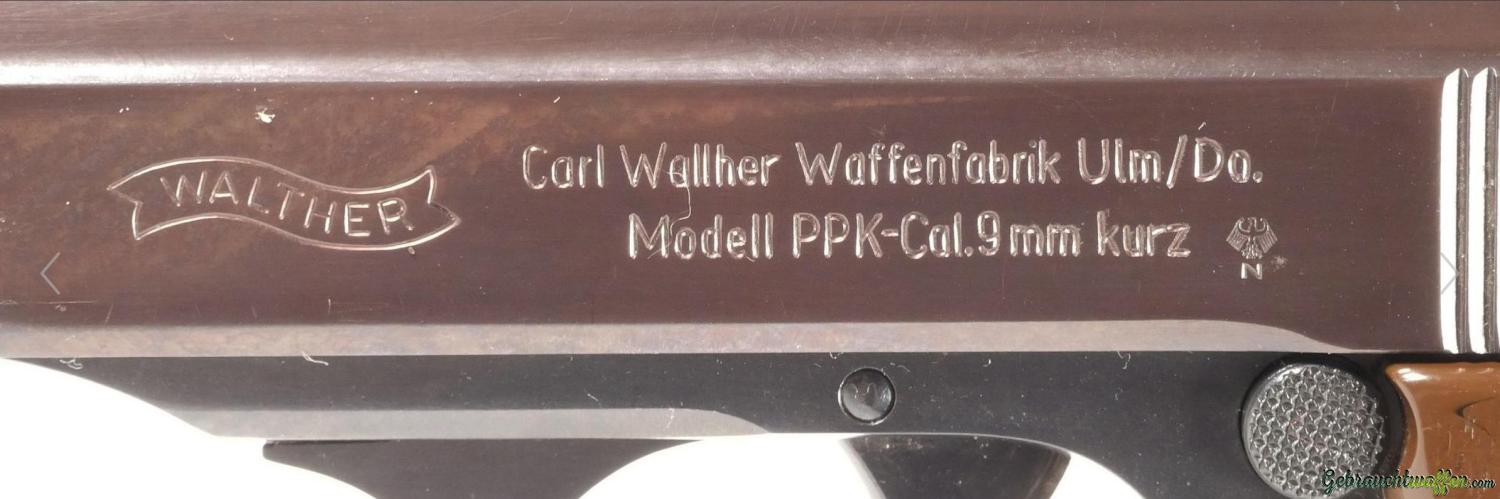 WALTHER
Carl Walther Waffenfabrik Ulm/Do.
Modell PPK-Cal.9mm kurz
N
Gebrauchtwaffen.com